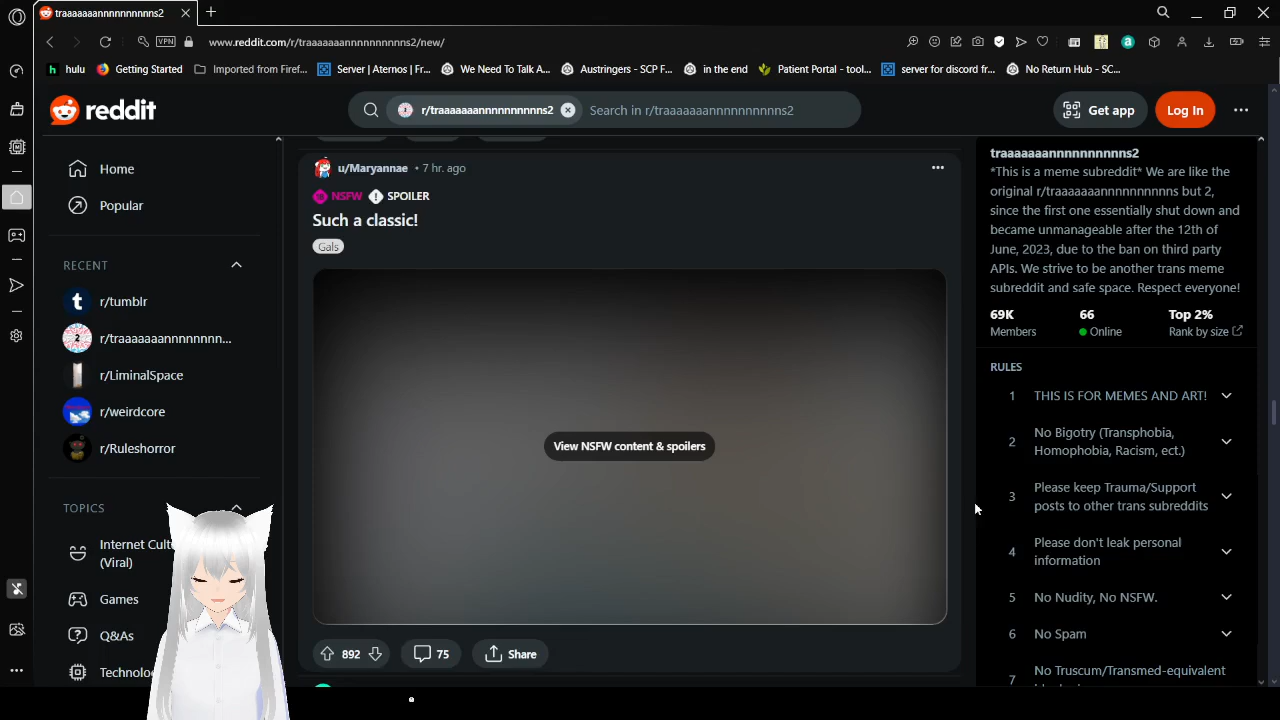 traaaaaaannnnnnnnnns2
VPN
www.reddit.com/r/traaaaaaannnnnnnnnns2/new/
hulu
Getting Started
Imported from Firef...
Server | Aternos | Fr...
We Need To Talk A...
Austringers - SCP F...
in the end
Patient Portal - tool...
server for discord fr...
No Return Hub - SC...
reddit
r/traaaaaaannnnnnnnnns2
Search in r/traaaaaaannnnnnnnnns2
Get app
Log In
Home
Popular
RECENT
r/tumblr
r/traaaaaaannnnnnn...
r/LiminalSpace
r/weirdcore
r/Ruleshorror
TOPICS
Internet Cult
(Viral)
Games
Q&As
Technolo
u/Maryannae • 7 hr. ago
NSFW SPOILER
Such a classic!
Gals
View NSFW content & spoilers
892
75
Share
traaaaaaannnnnnnnnns2
*This is a meme subreddit* We are like the
original r/traaaaaaannnnnnnnnns but 2,
since the first one essentially shut down and
became unmanageable after the 12th of
June, 2023, due to the ban on third party
APIs. We strive to be another trans meme
subreddit and safe space. Respect everyone!
69K
Members
66
Online
Top 2%
Rank by size
RULES
1 THIS IS FOR MEMES AND ART!
2 No Bigotry (Transphobia,
Homophobia, Racism, ect.)
3 Please keep Trauma/Support
posts to other trans subreddits
4 Please don't leak personal
information
5 No Nudity, No NSFW.
6 No Spam
7 No Truscum/Transmed-equivalent